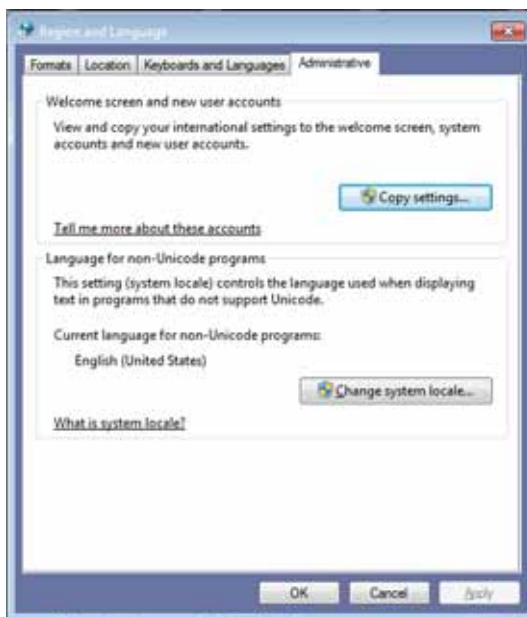 Region and Language
Formats Location Keyboards and Languages Administrative
Welcome screen and new user accounts
View and copy your international settings to the welcome screen, system
accounts and new user accounts.
Copy settings...
Tell me more about these accounts
Language for non-Unicode programs
This setting (system locale) controls the language used when displaying
text in programs that do not support Unicode.
Current language for non-Unicode programs:
English (United States)
Change system locale...
What is system locale?
OK Cancel Apply